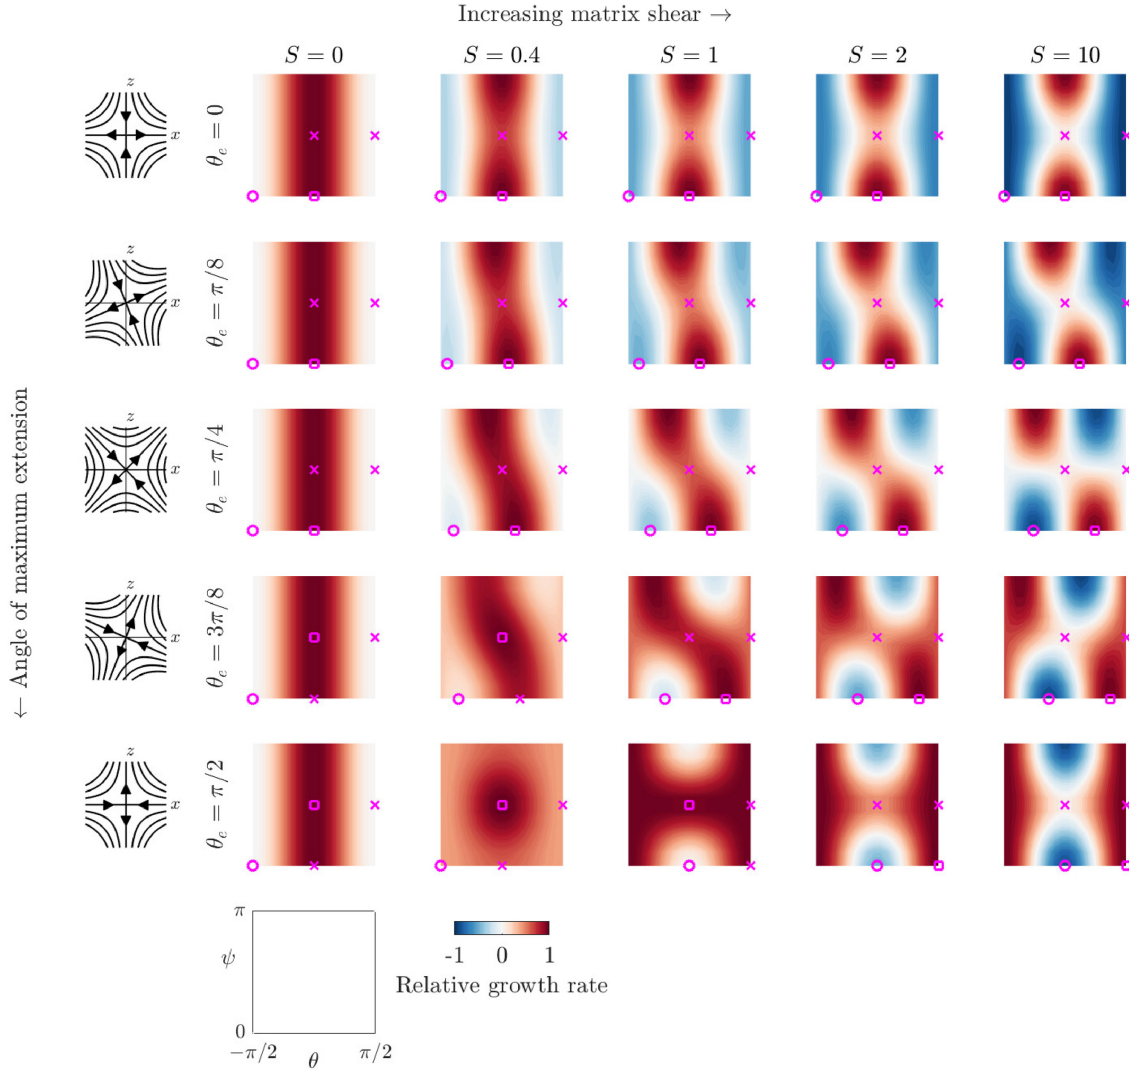 Increasing matrix shear →
S = 0 S = 0.4 S = 1 S = 2 S = 10
z
x
θe = 0
z
x
θe = π/8
← Angle of maximum extension
z
x
θe = π/4
z
x
θe = 3π/8
z
x
θe = π/2
π
ψ
0
−π/2 θ π/2
-1 0 1
Relative growth rate